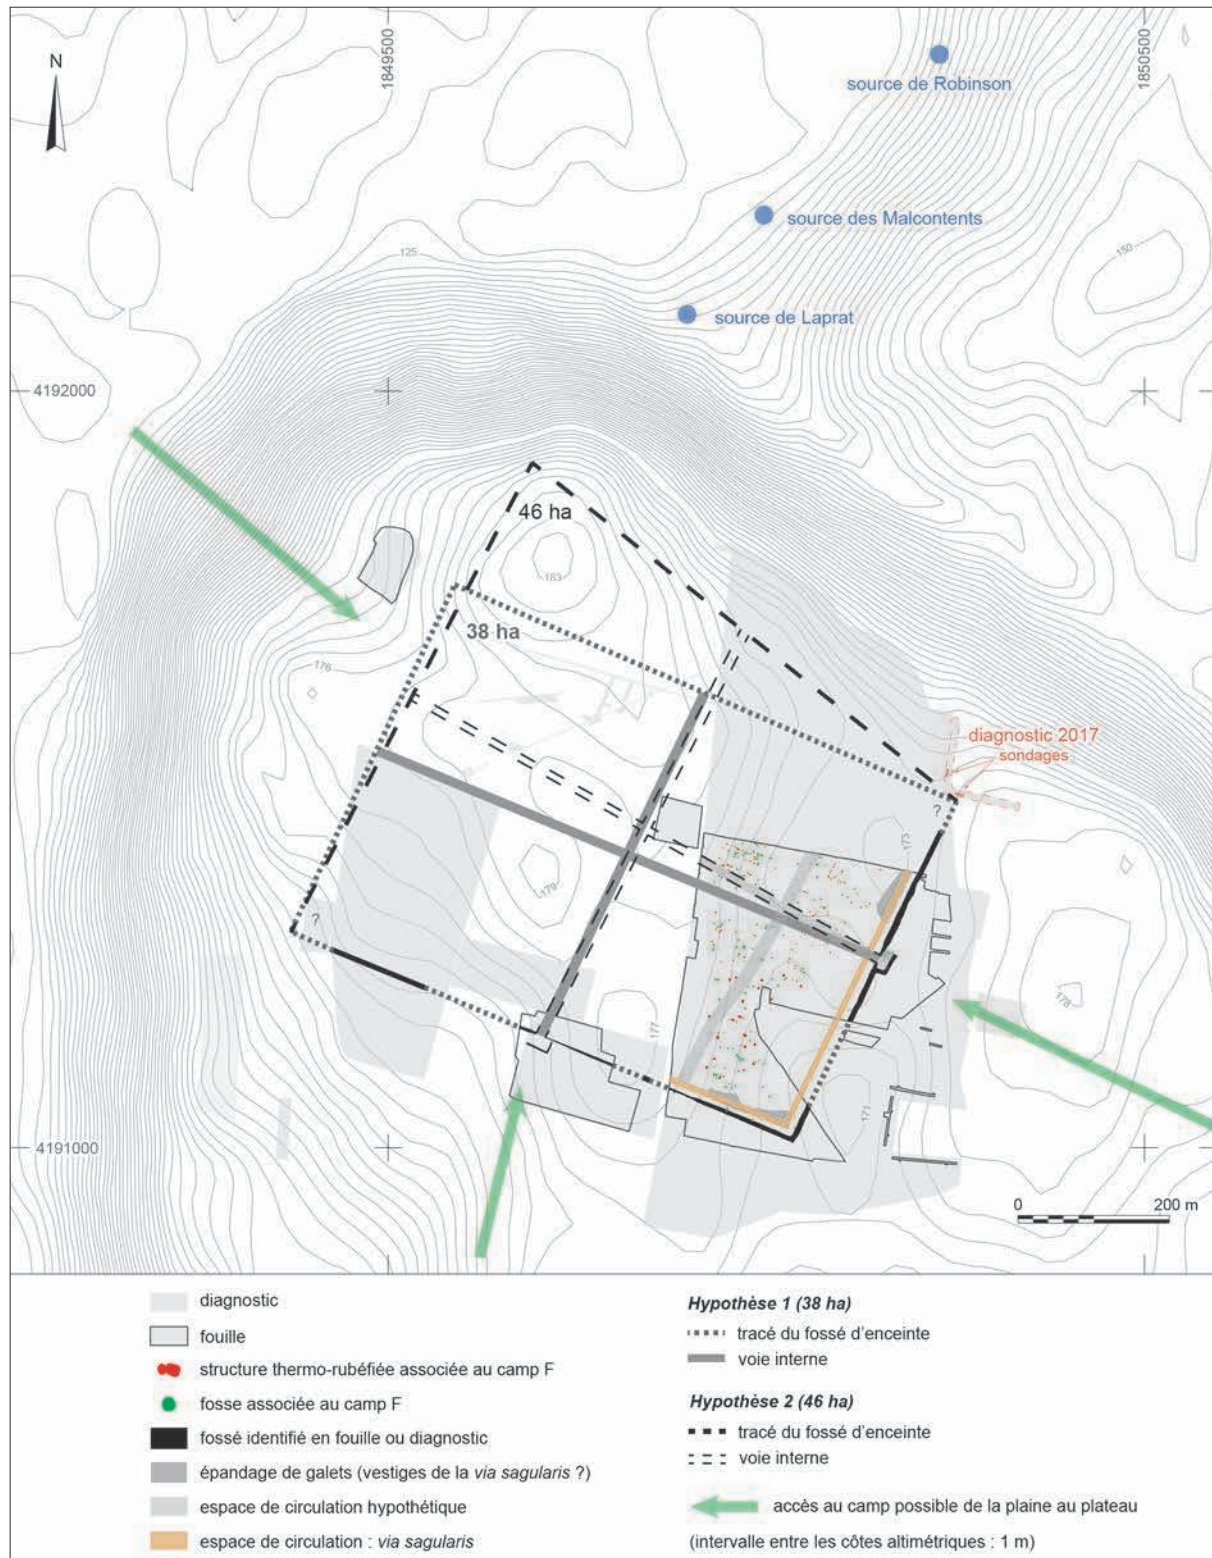 N
1849500
1850500
source de Robinson
source des Malcontents
150
125
source de Laprat
4192000
46 ha
183
38 ha
176
diagnostic 2017
sondages
?
173
179
?
178
177
171
4191000
0 200 m
diagnostic
fouille
structure thermo-rubéfiée associée au camp F
fosse associée au camp F
fossé identifié en fouille ou diagnostic
épandage de galets (vestiges de la via sagularis ?)
espace de circulation hypothétique
espace de circulation : via sagularis
Hypothèse 1 (38 ha)
tracé du fossé d’enceinte
voie interne
Hypothèse 2 (46 ha)
tracé du fossé d’enceinte
voie interne
accès au camp possible de la plaine au plateau
(intervalle entre les côtes altimétriques : 1 m)